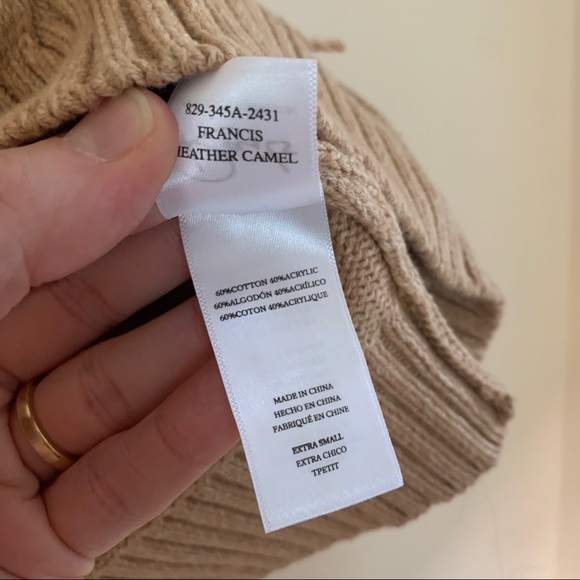 829-345A-2431
FRANCIS
HEATHER CAMEL
60%COTTON 40%ACRYLIC
60%ALGODÓN 40%ACRÍLICO
60%COTON 40%ACRYLIQUE
MADE IN CHINA
HECHO EN CHINA
FABRIQUÉ EN CHINE
EXTRA SMALL
EXTRA CHICO
TPETIT